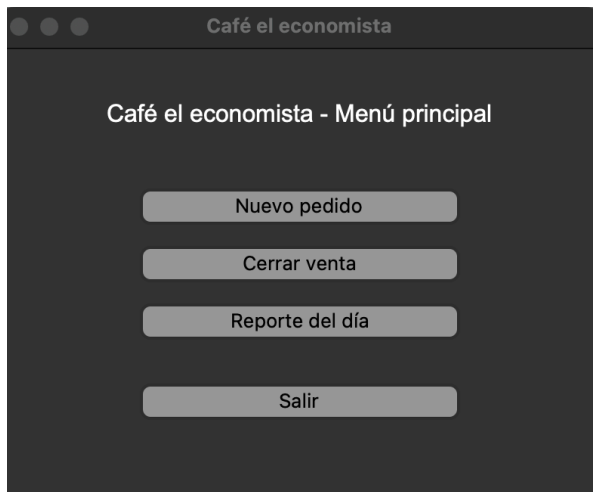 Café el economista
Café el economista - Menú principal
Nuevo pedido
Cerrar venta
Reporte del día
Salir